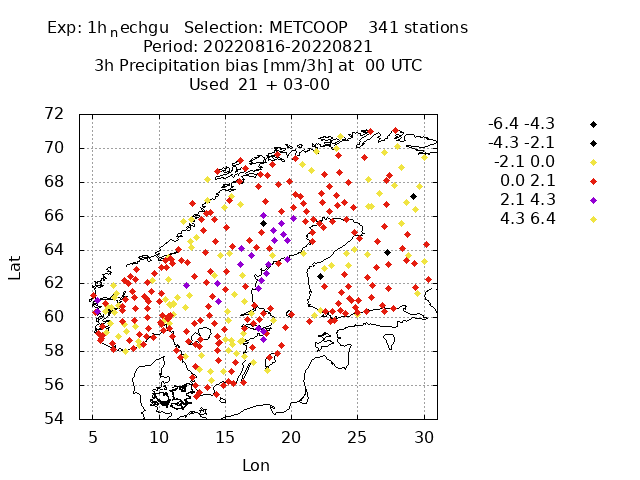 Exp: 1h_nechgu Selection: METCOOP 341 stations
Period: 20220816-20220821
3h Precipitation bias [mm/3h] at 00 UTC
Used 21 + 03-00
-6.4 -4.3
-4.3 -2.1
-2.1 0.0
0.0 2.1
2.1 4.3
4.3 6.4
72
70
68
66
64
62
60
58
56
54
Lat
5 10 15 20 25 30
Lon